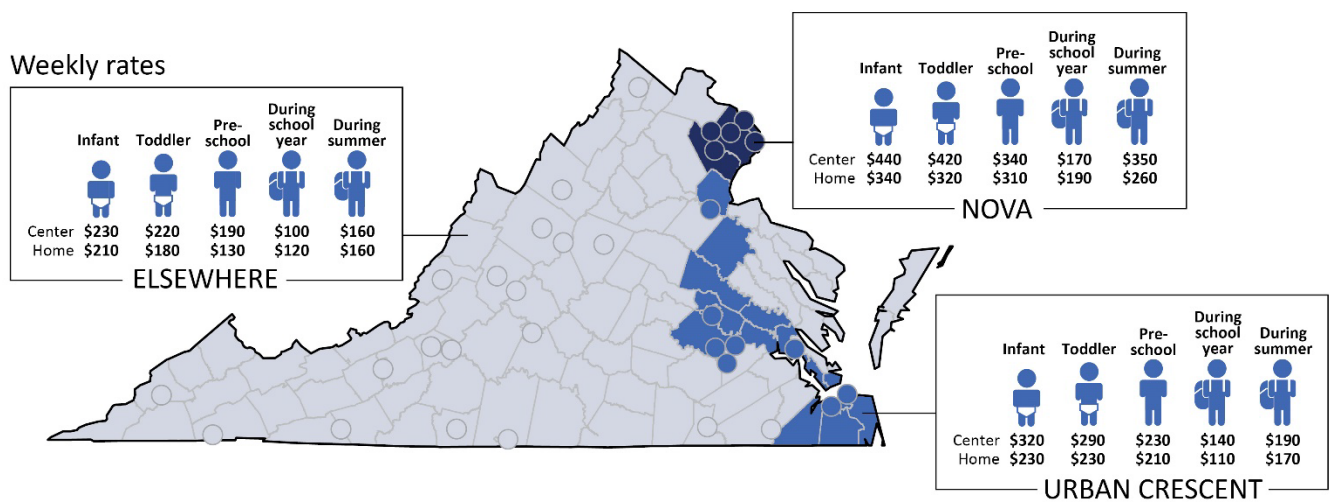 Weekly rates
Infant Toddler Pre-school During school year During summer
Center $230 $220 $190 $100 $160
Home $210 $180 $130 $120 $160
ELSEWHERE
Infant Toddler Pre-school During school year During summer
Center $440 $420 $340 $170 $350
Home $340 $320 $310 $190 $260
NOVA
Infant Toddler Pre-school During school year During summer
Center $320 $290 $230 $140 $190
Home $230 $230 $210 $110 $170
URBAN CRESCENT